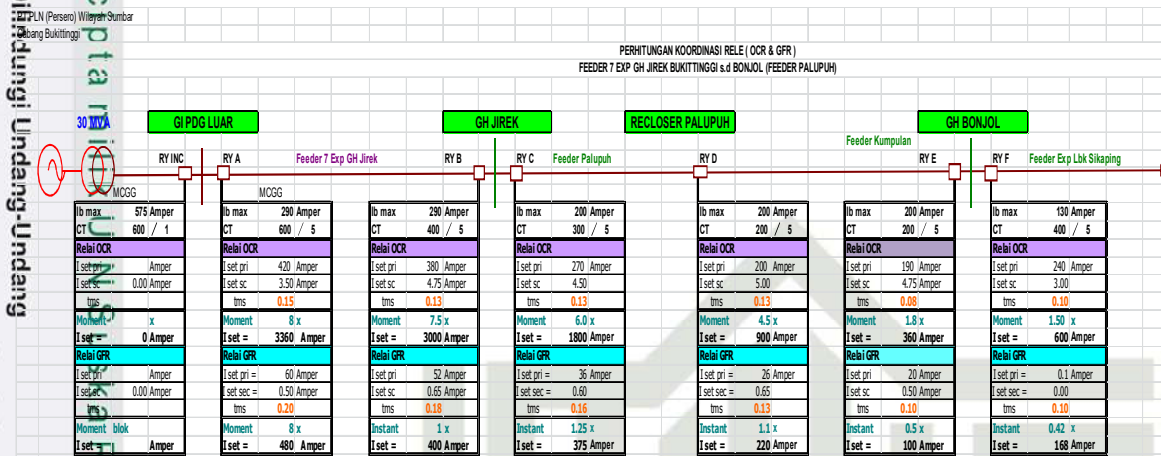 PT PLN (Persero) Wilayah Sumbar
Cabang Bukittinggi
PERHITUNGAN KOORDINASI RELE ( OCR & GFR )
FEEDER 7 EXP GH JIREK BUKITTINGGI s.d BONJOL (FEEDER PALUPUH)
30 MVA GI PDG LUAR GH JIREK RECLOSER PALUPUH GH BONJOL
Feeder Kumpulan
RY INC RY A Feeder 7 Exp GH Jirek RY B RY C Feeder Palupuh RY D RY E RY F Feeder Exp Lbk Sikaping
MCGG MCGG
Ib max 575 Amper Ib max 290 Amper Ib max 290 Amper Ib max 200 Amper Ib max 200 Amper Ib max 200 Amper Ib max 130 Amper
CT 600 / 1 CT 600 / 5 CT 400 / 5 CT 300 / 5 CT 200 / 5 CT 200 / 5 CT 400 / 5
Relai OCR Relai OCR Relai OCR Relai OCR Relai OCR Relai OCR Relai OCR
I set pri Amper I set pri 420 Amper I set pri 380 Amper I set pri 270 Amper I set pri 200 Amper I set pri 190 Amper I set pri 240 Amper
I set sc 0.00 Amper I set sc 3.50 Amper I set sc 4.75 Amper I set sc 4.50 I set sc 5.00 I set sc 4.75 Amper I set sc 3.00
tms tms 0.15 tms 0.13 tms 0.13 tms 0.13 tms 0.08 tms 0.10
Moment x Moment 8 x Moment 7.5 x Moment 6.0 x Moment 4.5 x Moment 1.8 x Moment 1.50 x
I set = 0 Amper I set = 3360 Amper I set = 3000 Amper I set = 1800 Amper I set = 900 Amper I set = 360 Amper I set = 600 Amper
Relai GFR Relai GFR Relai GFR Relai GFR Relai GFR Relai GFR Relai GFR
I set pri Amper I set pri = 60 Amper I set pri 52 Amper I set pri = 36 Amper I set pri = 26 Amper I set pri 20 Amper I set pri = 0.1 Amper
I set sc 0.00 Amper I set sec = 0.50 Amper I set sc 0.65 Amper I set sec = 0.60 I set sec = 0.65 I set sc 0.50 Amper I set sec = 0.00
tms tms 0.20 tms 0.18 tms 0.16 tms 0.13 tms 0.10 tms 0.10
Moment blok Moment 8 x Instant 1 x Instant 1.25 x Instant 1.1 x Instant 0.5 x Instant 0.42 x
I set = Amper I set = 480 Amper I set = 400 Amper I set = 375 Amper I set = 220 Amper I set = 100 Amper I set = 168 Amper
ilindungi Undang-Undang
cipta milik